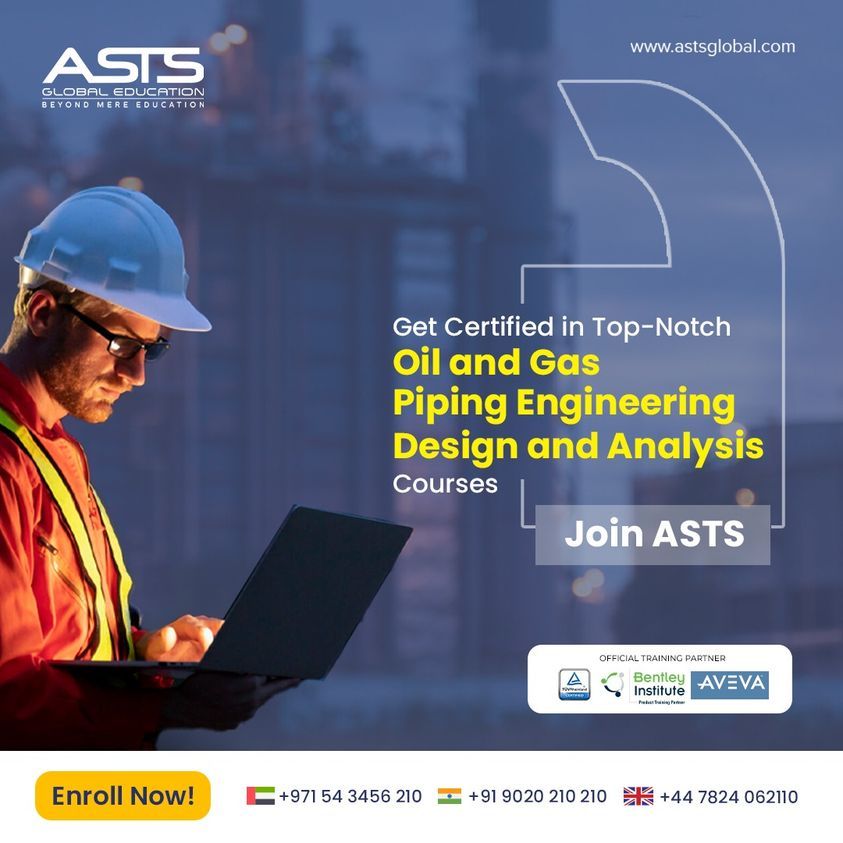 ASTS
GLOBAL EDUCATION
BEYOND MERE EDUCATION
www.astsglobal.com
Get Certified in Top-Notch
Oil and Gas
Piping Engineering
Design and Analysis
Courses
Join ASTS
OFFICIAL TRAINING PARTNER
TÜVRheinland
CERTIFIED
Bentley
Institute
Product Training Partner
AVEVA
Enroll Now!
+971 54 3456 210
+91 9020 210 210
+44 7824 062110